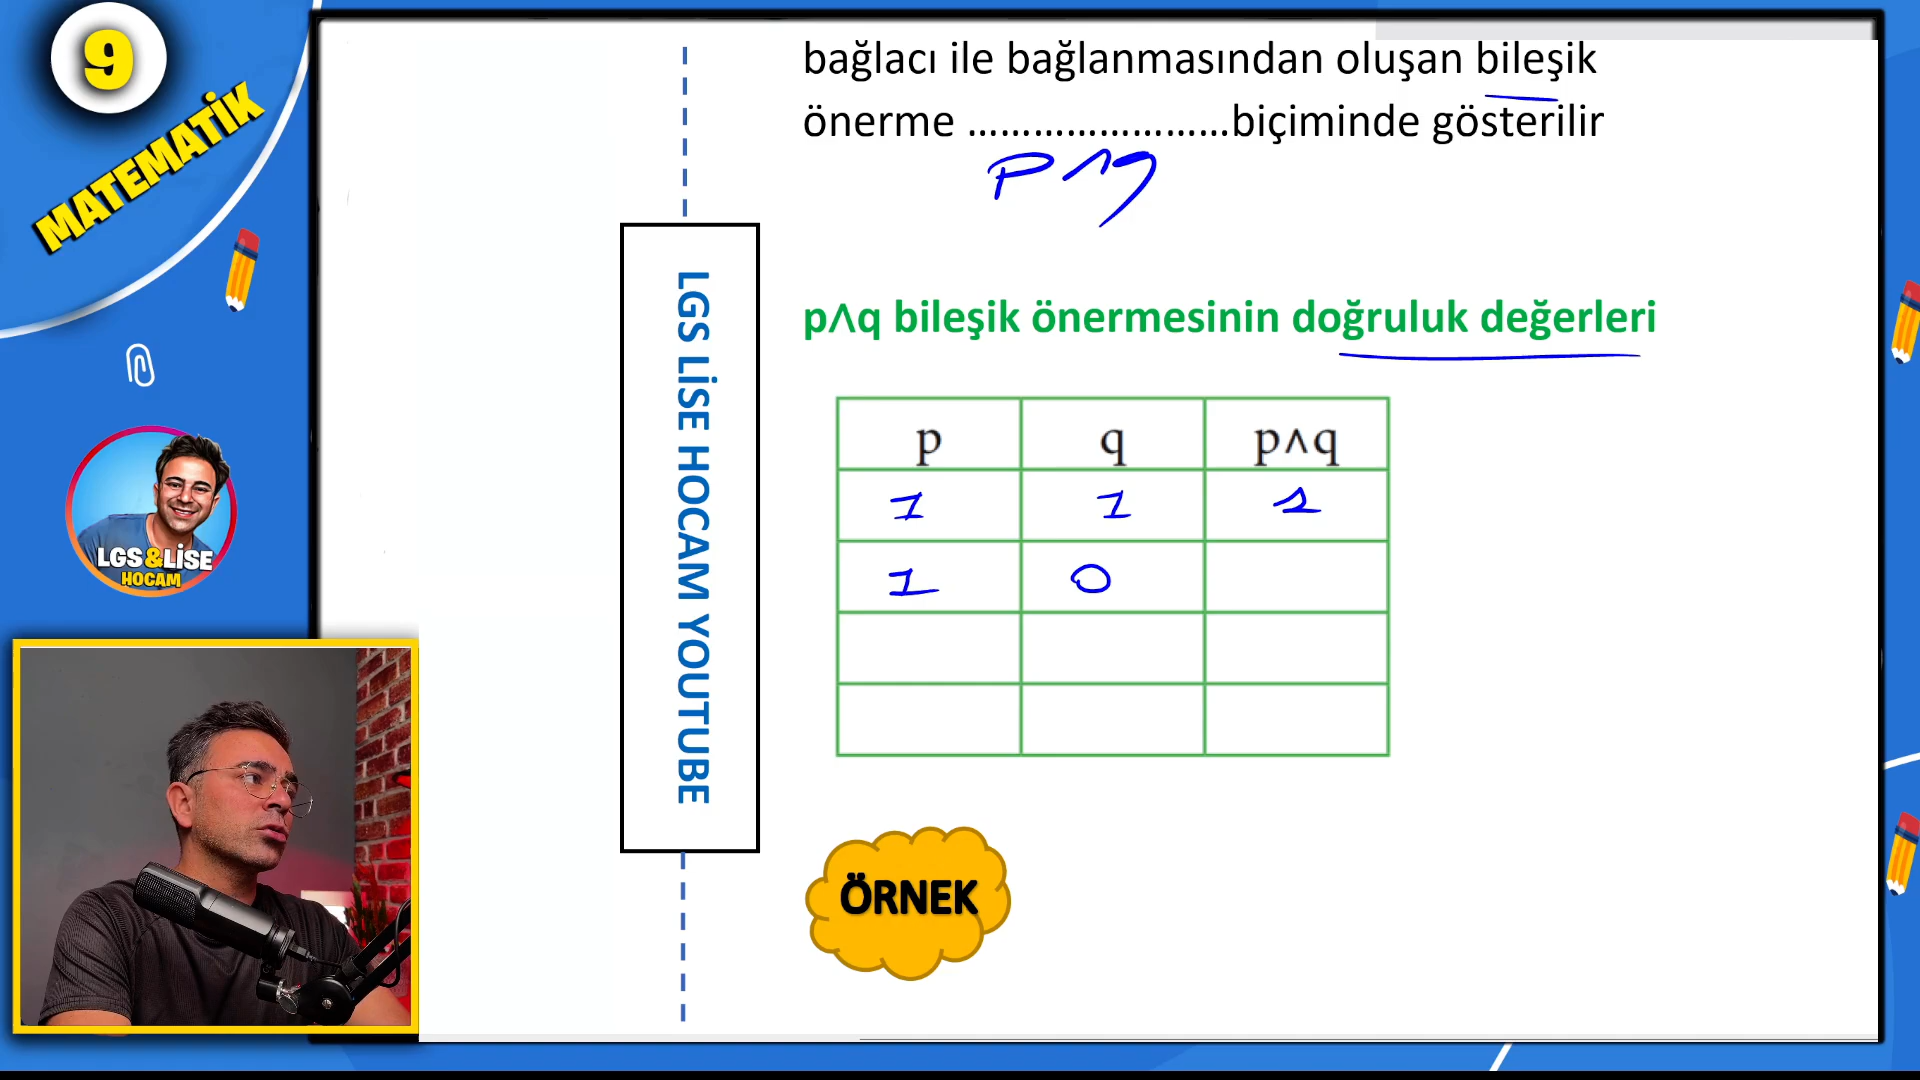 9
MATEMATİK
LGS&LİSE
HOCAM
LGS LİSE HOCAM YOUTUBE
bağlacı ile bağlanmasından oluşan bileşik
önerme ........................biçiminde gösterilir
p∧q
p∧q bileşik önermesinin doğruluk değerleri
p q p∧q
1 1 1
1 0
ÖRNEK